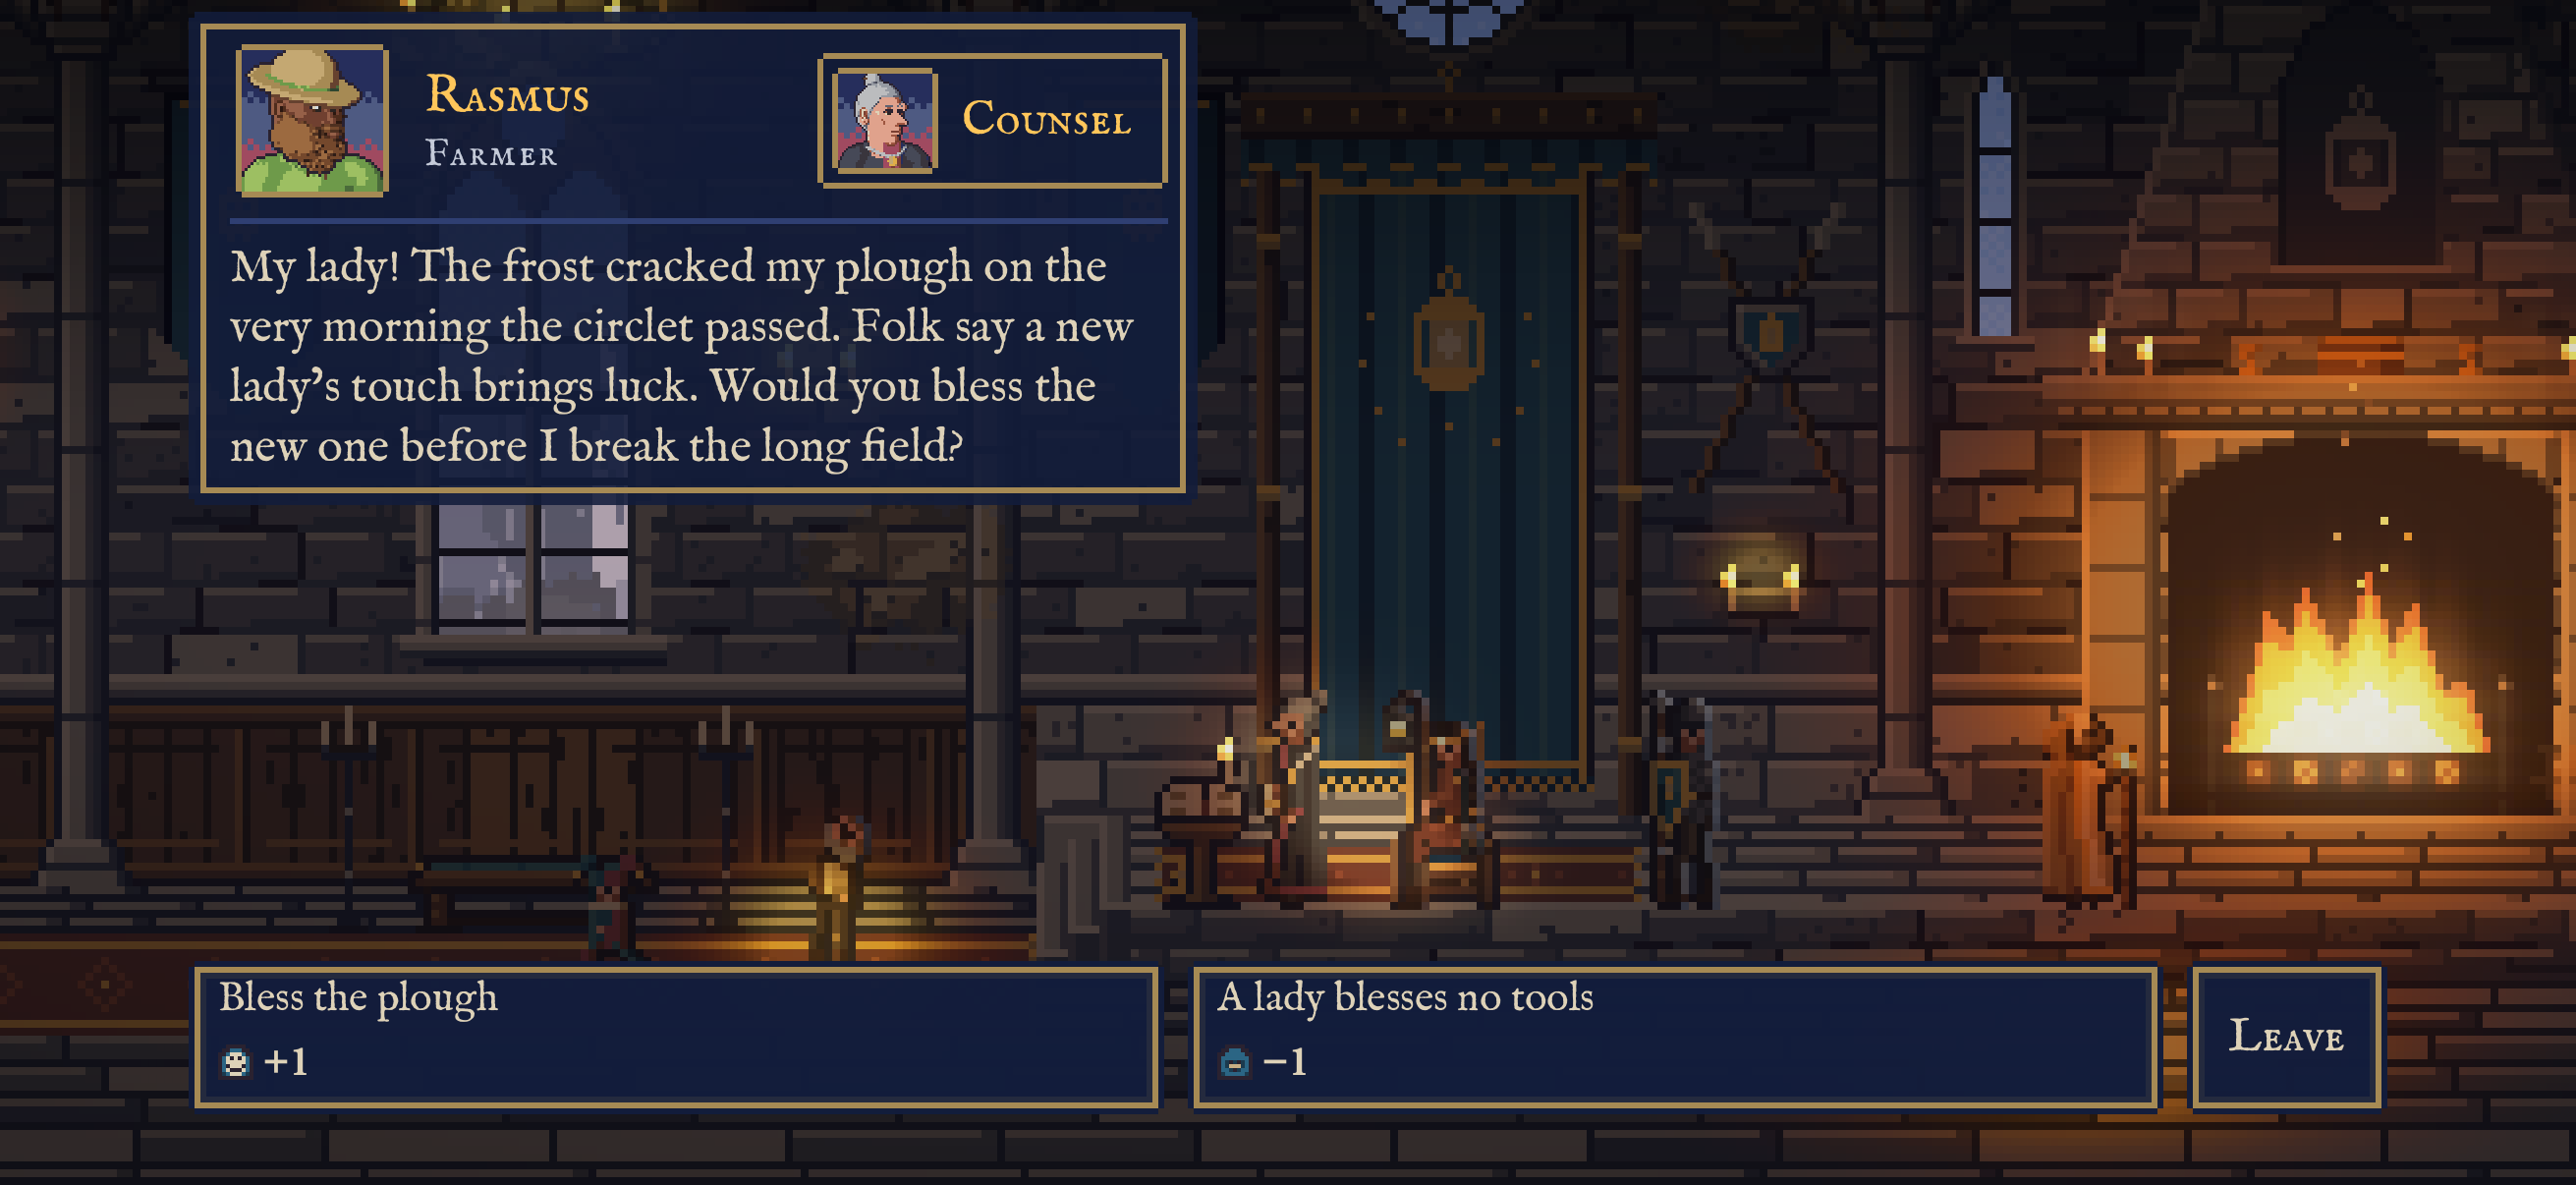 Rasmus
Farmer
Counsel
My lady! The frost cracked my plough on the
very morning the circlet passed. Folk say a new
lady’s touch brings luck. Would you bless the
new one before I break the long field?
Bless the plough
+1
A lady blesses no tools
−1
Leave